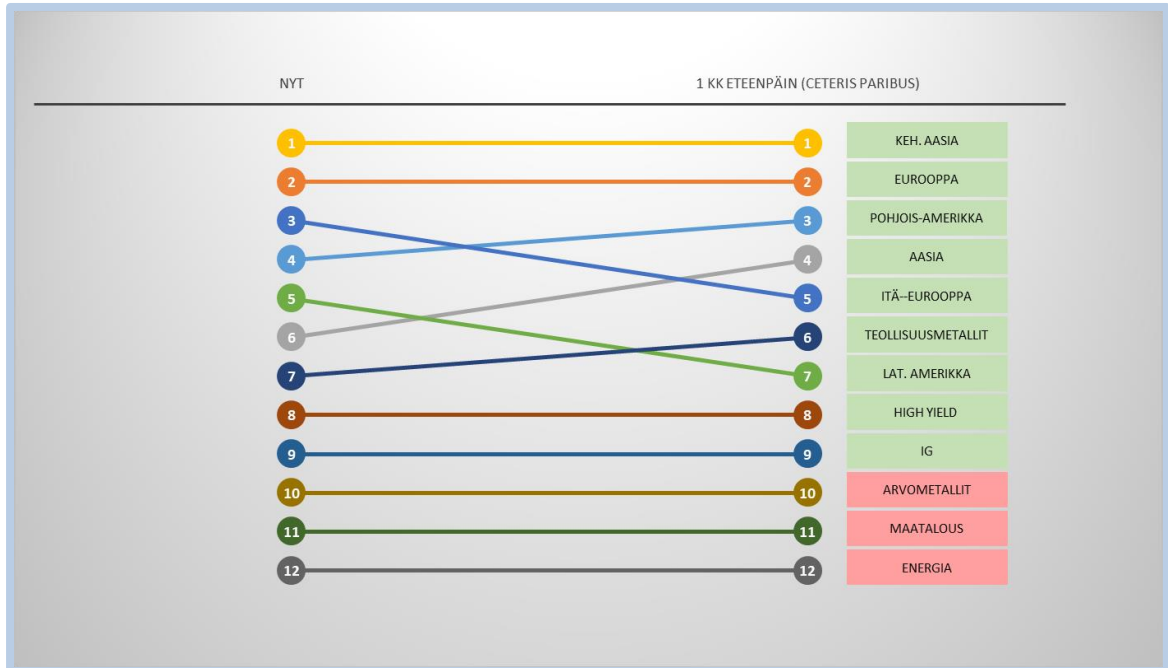 NYT 1 KK ETEENPÄIN (CETERIS PARIBUS)
1 1 KEH. AASIA
2 2 EUROOPPA
3 3 POHJOIS-AMERIKKA
4 4 AASIA
5 5 ITÄ--EUROOPPA
6 6 TEOLLISUUSMETALLIT
7 7 LAT. AMERIKKA
8 8 HIGH YIELD
9 9 IG
10 10 ARVOMETALLIT
11 11 MAATALOUS
12 12 ENERGIA